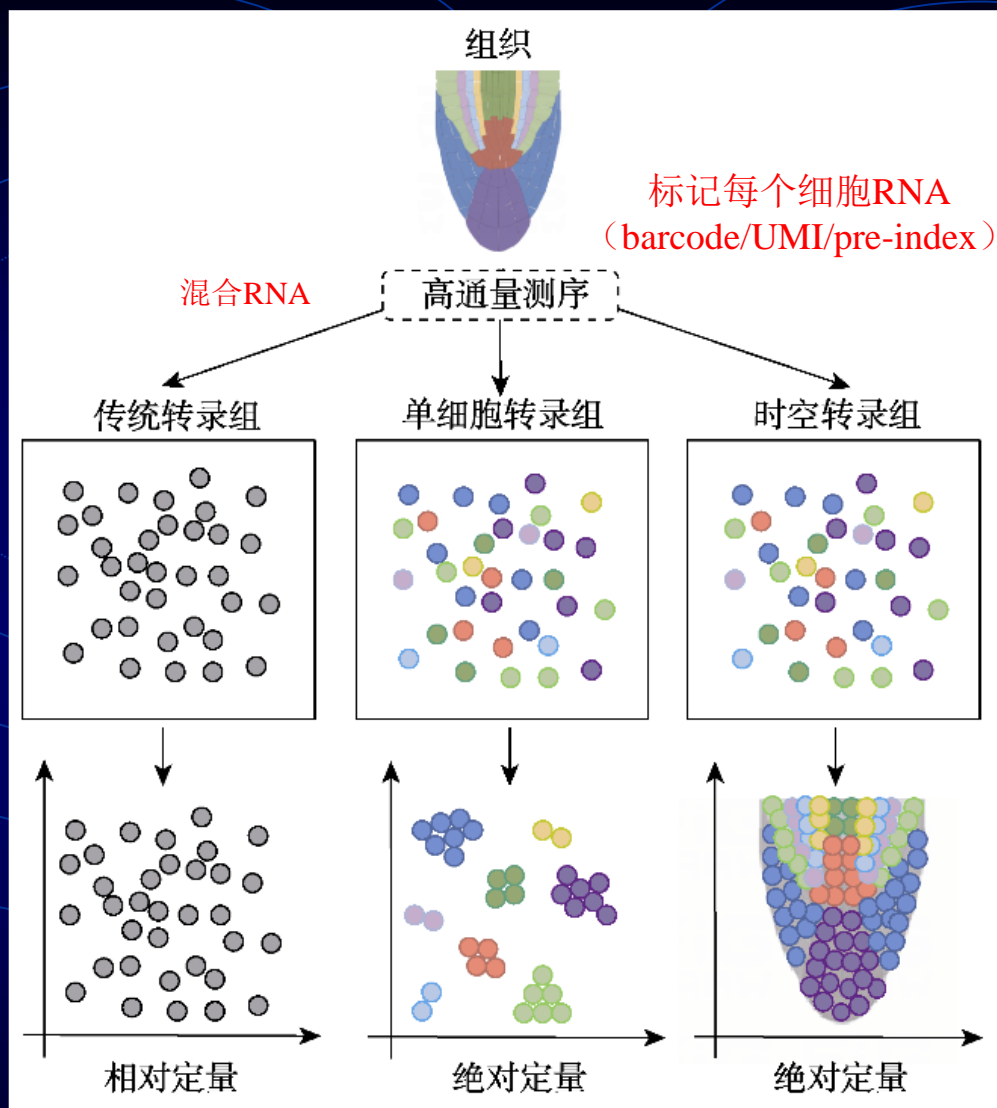 组织
标记每个细胞RNA
（barcode/UMI/pre-index）
混合RNA
高通量测序
传统转录组
单细胞转录组
时空转录组
相对定量
绝对定量
绝对定量